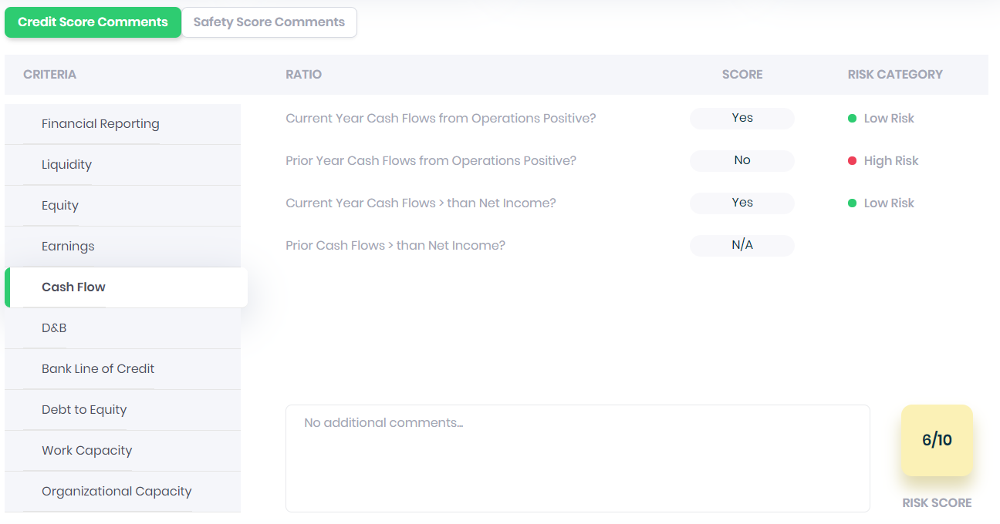 Credit Score Comments
Safety Score Comments
CRITERIA
RATIO
SCORE
RISK CATEGORY
Financial Reporting
Liquidity
Equity
Earnings
Cash Flow
D&B
Bank Line of Credit
Debt to Equity
Work Capacity
Organizational Capacity
Current Year Cash Flows from Operations Positive?
Yes
Low Risk
Prior Year Cash Flows from Operations Positive?
No
High Risk
Current Year Cash Flows > than Net Income?
Yes
Low Risk
Prior Cash Flows > than Net Income?
N/A
No additional comments...
6/10
RISK SCORE